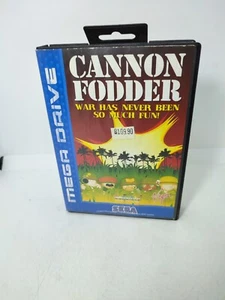 CANNON
FODDER
WAR HAS NEVER BEEN
SO MUCH FUN!
MEGA DRIVE
SEGA